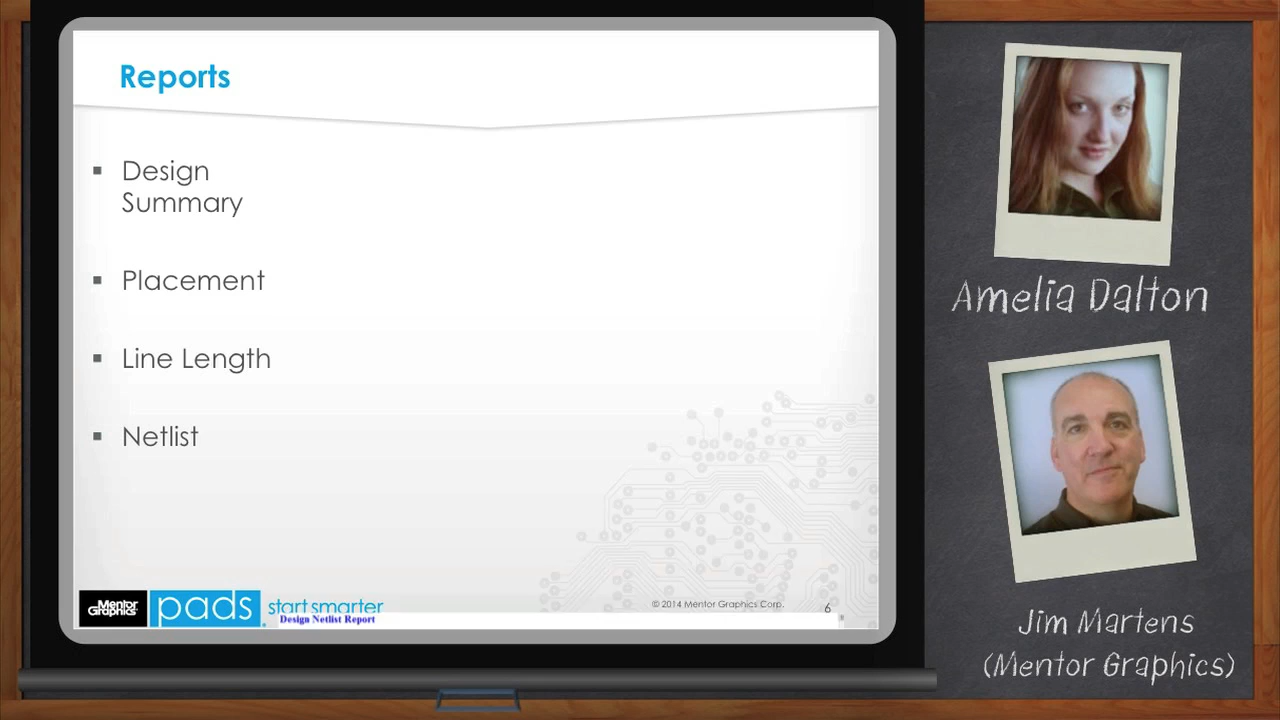 Reports
Design
Summary
Placement
Line Length
Netlist
Mentor
Graphics
pads
start smarter
Design Netlist Report
© 2014 Mentor Graphics Corp.
6
Amelia Dalton
Jim Martens
(Mentor Graphics)